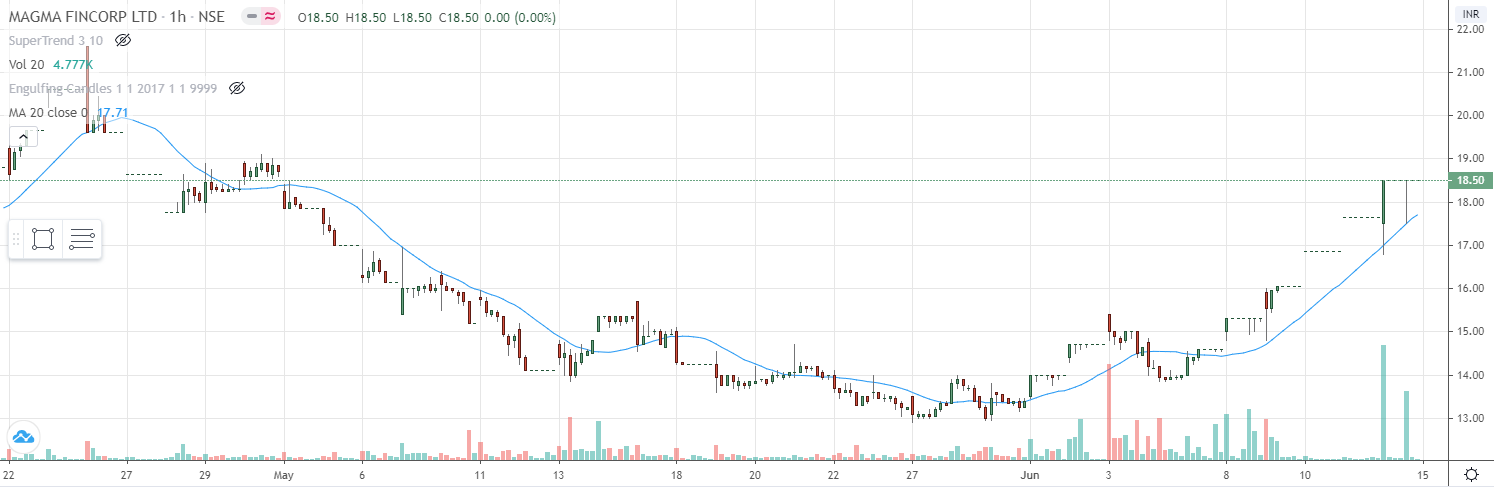 MAGMA FINCORP LTD · 1h · NSE O18.50 H18.50 L18.50 C18.50 0.00 (0.00%) INR
SuperTrend 3 10
Vol 20 4.777K
Engulfing Candles 1 1 2017 1 1 9999
MA 20 close 0 17.71
22.00
21.00
20.00
19.00
18.50
18.00
17.00
16.00
15.00
14.00
13.00
22 27 29 May 6 11 13 18 20 22 27 Jun 3 8 10 15